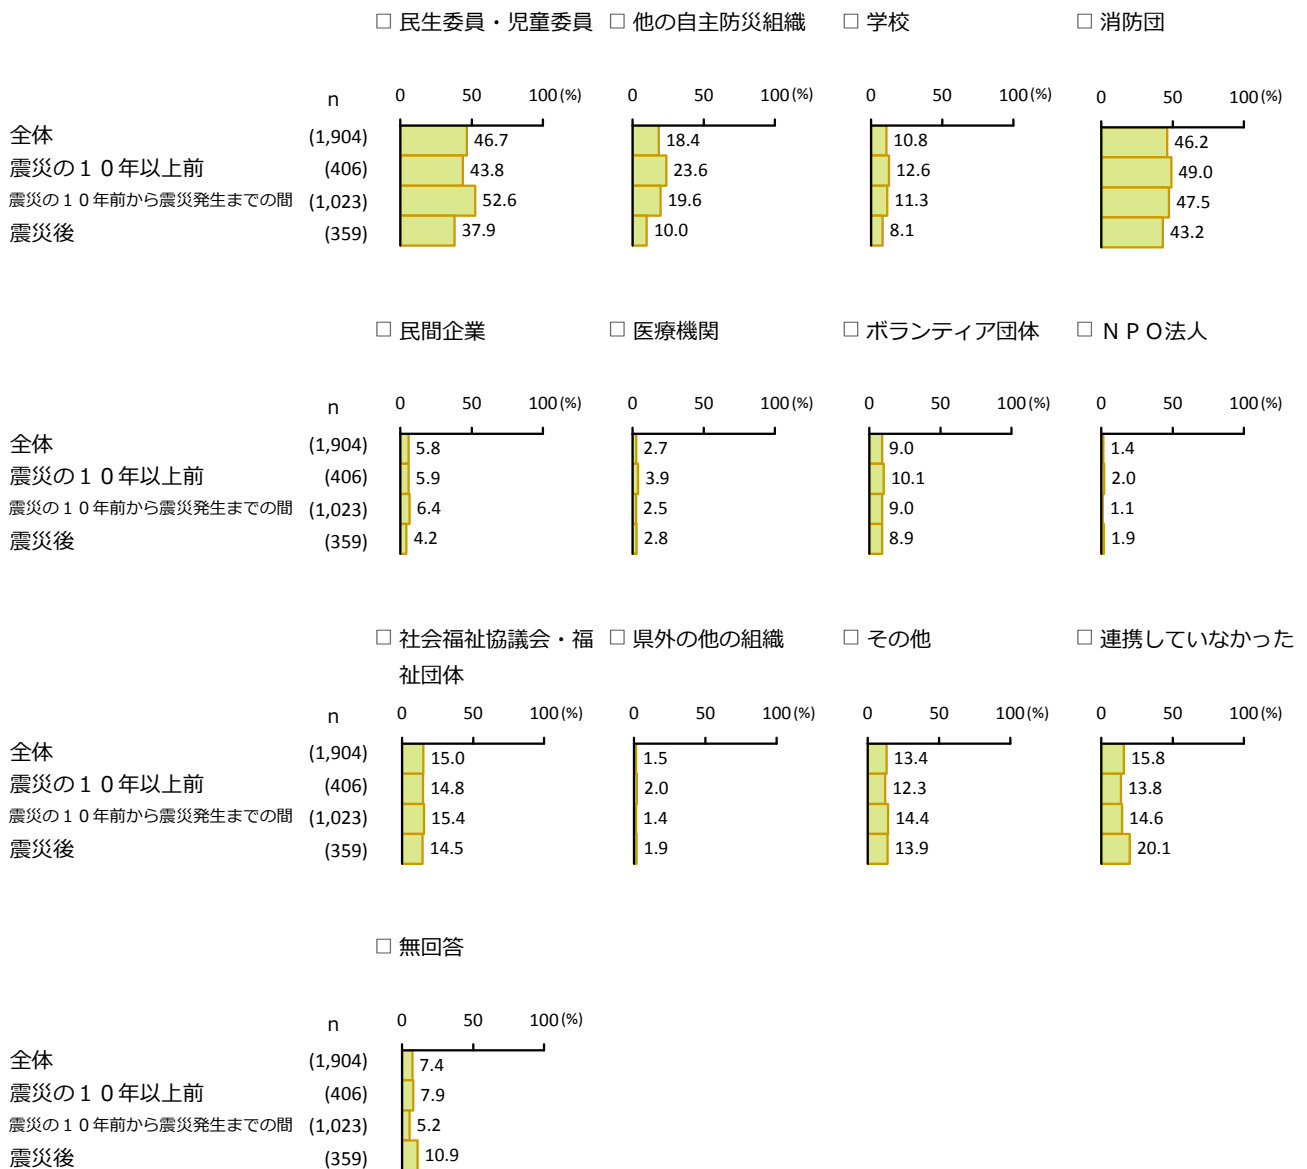 □ 民生委員・児童委員 □ 他の自主防災組織 □ 学校 □ 消防団
n 0 50 100(%) 0 50 100(%) 0 50 100(%) 0 50 100(%)
全体 (1,904) 46.7 18.4 10.8 46.2
震災の１０年以上前 (406) 43.8 23.6 12.6 49.0
震災の１０年前から震災発生までの間 (1,023) 52.6 19.6 11.3 47.5
震災後 (359) 37.9 10.0 8.1 43.2
□ 民間企業 □ 医療機関 □ ボランティア団体 □ ＮＰＯ法人
n 0 50 100(%) 0 50 100(%) 0 50 100(%) 0 50 100(%)
全体 (1,904) 5.8 2.7 9.0 1.4
震災の１０年以上前 (406) 5.9 3.9 10.1 2.0
震災の１０年前から震災発生までの間 (1,023) 6.4 2.5 9.0 1.1
震災後 (359) 4.2 2.8 8.9 1.9
□ 社会福祉協議会・福 □ 県外の他の組織 □ その他 □ 連携していなかった
祉団体
n 0 50 100(%) 0 50 100(%) 0 50 100(%) 0 50 100(%)
全体 (1,904) 15.0 1.5 13.4 15.8
震災の１０年以上前 (406) 14.8 2.0 12.3 13.8
震災の１０年前から震災発生までの間 (1,023) 15.4 1.4 14.4 14.6
震災後 (359) 14.5 1.9 13.9 20.1
□ 無回答
n 0 50 100(%)
全体 (1,904) 7.4
震災の１０年以上前 (406) 7.9
震災の１０年前から震災発生までの間 (1,023) 5.2
震災後 (359) 10.9